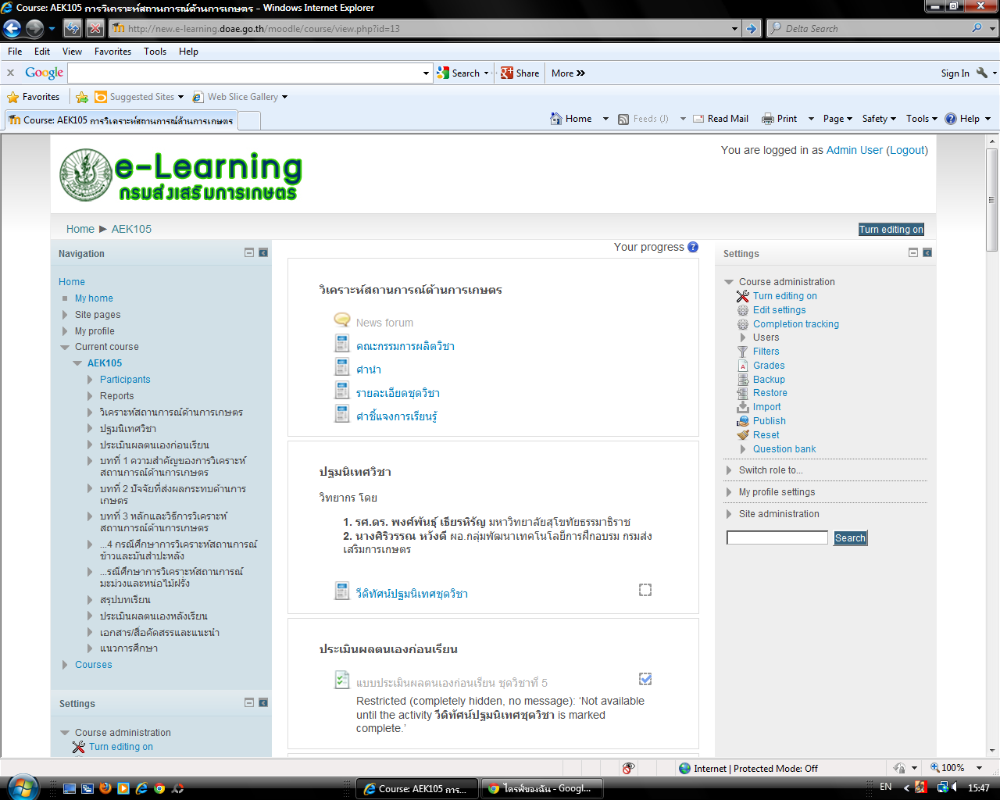 Course: AEK105 การวิเคราะห์สถานการณ์ด้านการเกษตร - Windows Internet Explorer
http://new.e-learning.doae.go.th/moodle/course/view.php?id=13
Delta Search
File Edit View Favorites Tools Help
x Google Search Share More » Sign In
Favorites Suggested Sites Web Slice Gallery
Course: AEK105 การวิเคราะห์สถานการณ์ด้านการเกษตร
Home Feeds (J) Read Mail Print Page Safety Tools Help
e-Learning
กรมส่งเสริมการเกษตร
You are logged in as Admin User (Logout)
Home ► AEK105
Turn editing on
Navigation
Home
My home
Site pages
My profile
Current course
AEK105
Participants
Reports
วิเคราะห์สถานการณ์ด้านการเกษตร
ปฐมนิเทศวิชา
ประเมินผลตนเองก่อนเรียน
บทที่ 1 ความสำคัญของการวิเคราะห์
สถานการณ์ด้านการเกษตร
บทที่ 2 ปัจจัยที่ส่งผลกระทบด้านการ
เกษตร
บทที่ 3 หลักและวิธีการวิเคราะห์
สถานการณ์ด้านการเกษตร
...4 กรณีศึกษาการวิเคราะห์สถานการณ์
ข้าวและมันสำปะหลัง
...รณีศึกษาการวิเคราะห์สถานการณ์
มะม่วงและหน่อไม้ฝรั่ง
สรุปบทเรียน
ประเมินผลตนเองหลังเรียน
เอกสาร/สื่อคัดสรรและแนะนำ
แนวการศึกษา
Courses
Settings
Course administration
Turn editing on
Your progress
วิเคราะห์สถานการณ์ด้านการเกษตร
News forum
คณะกรรมการผลิตวิชา
คำนำ
รายละเอียดชุดวิชา
คำชี้แจงการเรียนรู้
ปฐมนิเทศวิชา
วิทยากร โดย
1. รศ.ดร. พงศ์พันธุ์ เธียรหิรัญ มหาวิทยาลัยสุโขทัยธรรมาธิราช
2. นางศิริวรรณ หวังดี ผอ.กลุ่มพัฒนาเทคโนโลยีการฝึกอบรม กรมส่ง
เสริมการเกษตร
วีดิทัศน์ปฐมนิเทศชุดวิชา
ประเมินผลตนเองก่อนเรียน
แบบประเมินผลตนเองก่อนเรียน ชุดวิชาที่ 5
Restricted (completely hidden, no message): ‘Not available
until the activity วีดิทัศน์ปฐมนิเทศชุดวิชา is marked
complete.’
Settings
Course administration
Turn editing on
Edit settings
Completion tracking
Users
Filters
Grades
Backup
Restore
Import
Publish
Reset
Question bank
Switch role to...
My profile settings
Site administration
Search
Internet | Protected Mode: Off
100%
Course: AEK105 การ...
ไดรฟ์ของฉัน - Googl...
EN
15:47